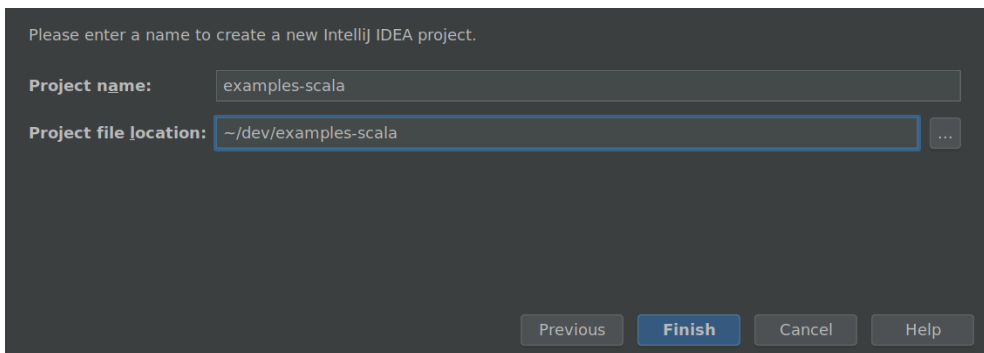 Please enter a name to create a new IntelliJ IDEA project.
Project name: examples-scala
Project file location: ~/dev/examples-scala ...
Previous Finish Cancel Help